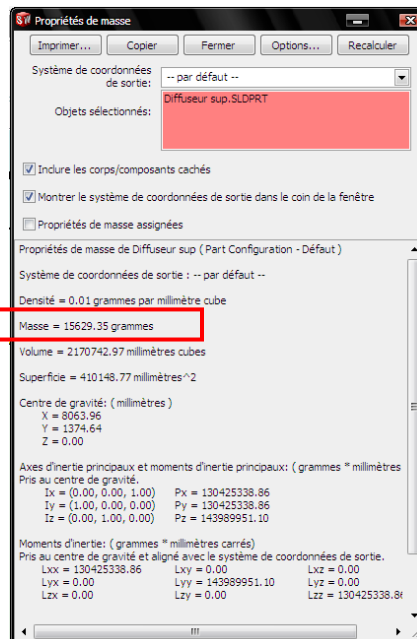 Propriétés de masse
Imprimer... Copier Fermer Options... Recalculer
Système de coordonnées de sortie: -- par défaut --
Objets sélectionnés: Diffuseur sup.SLDPRT
Inclure les corps/composants cachés
Montrer le système de coordonnées de sortie dans le coin de la fenêtre
Propriétés de masse assignées
Propriétés de masse de Diffuseur sup ( Part Configuration - Défaut )
Système de coordonnées de sortie : -- par défaut --
Densité = 0.01 grammes par millimètre cube
Masse = 15629.35 grammes
Volume = 2170742.97 millimètres cubes
Superficie = 410148.77 millimètres^2
Centre de gravité: ( millimètres )
X = 8063.96
Y = 1374.64
Z = 0.00
Axes d'inertie principaux et moments d'inertie principaux: ( grammes * millimètres
Pris au centre de gravité.
Ix = (0.00, 0.00, 1.00) Px = 130425338.86
Iy = (1.00, 0.00, 0.00) Py = 130425338.86
Iz = (0.00, 1.00, 0.00) Pz = 143989951.10
Moments d'inertie: ( grammes * millimètres carrés)
Pris au centre de gravité et aligné avec le système de coordonnées de sortie.
Lxx = 130425338.86 Lxy = 0.00 Lxz = 0.00
Lyx = 0.00 Lyy = 143989951.10 Lyz = 0.00
Lzx = 0.00 Lzy = 0.00 Lzz = 130425338.86